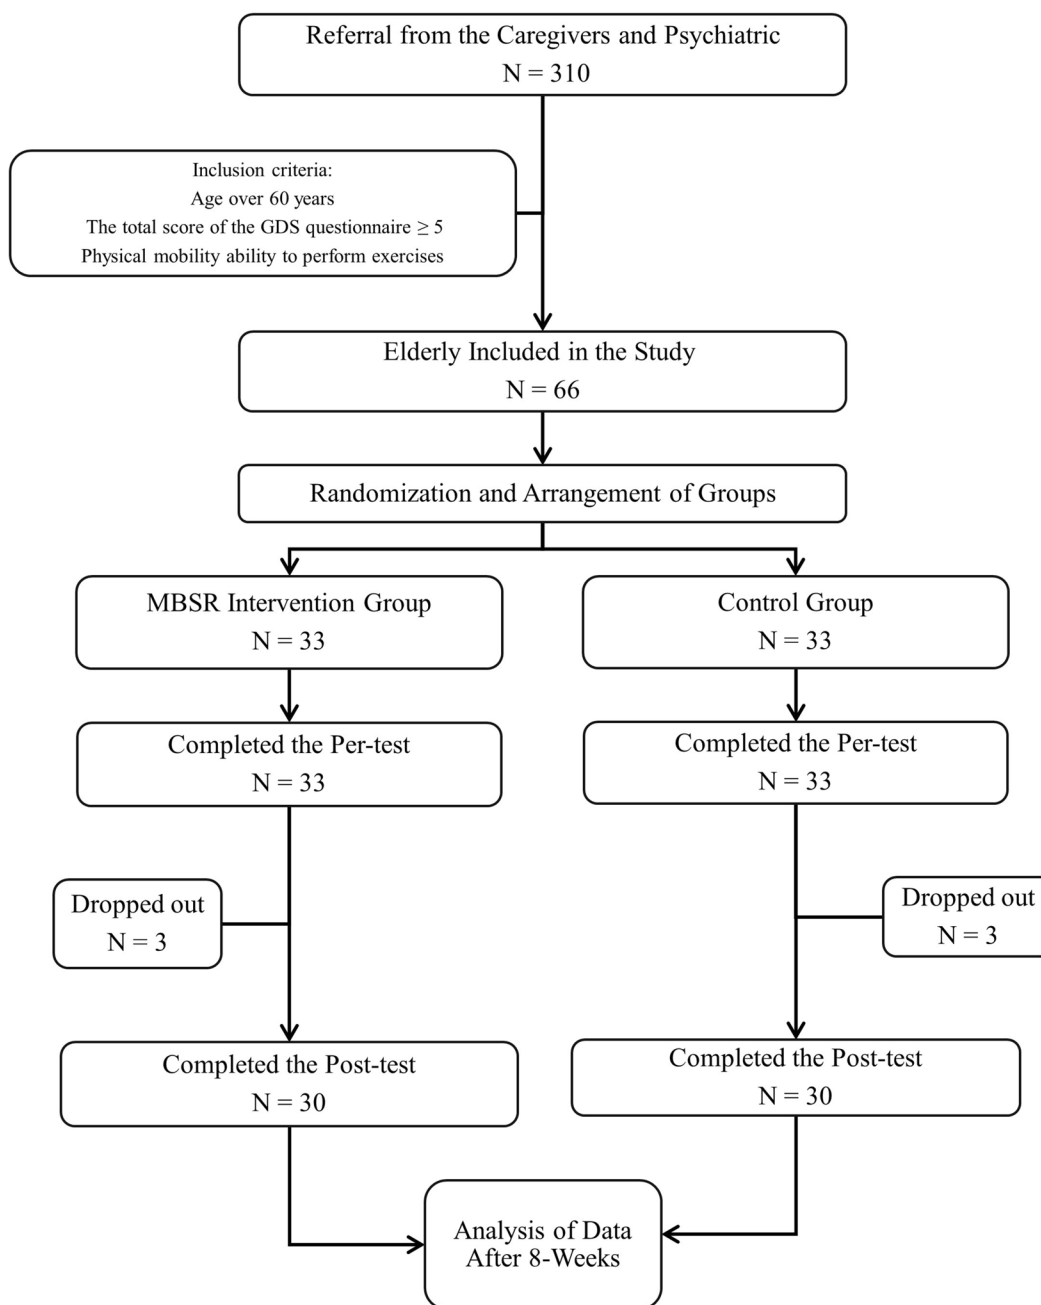 Referral from the Caregivers and Psychiatric
N = 310
Inclusion criteria:
Age over 60 years
The total score of the GDS questionnaire ≥ 5
Physical mobility ability to perform exercises
Elderly Included in the Study
N = 66
Randomization and Arrangement of Groups
MBSR Intervention Group
N = 33
Control Group
N = 33
Completed the Per-test
N = 33
Completed the Per-test
N = 33
Dropped out
N = 3
Dropped out
N = 3
Completed the Post-test
N = 30
Completed the Post-test
N = 30
Analysis of Data
After 8-Weeks